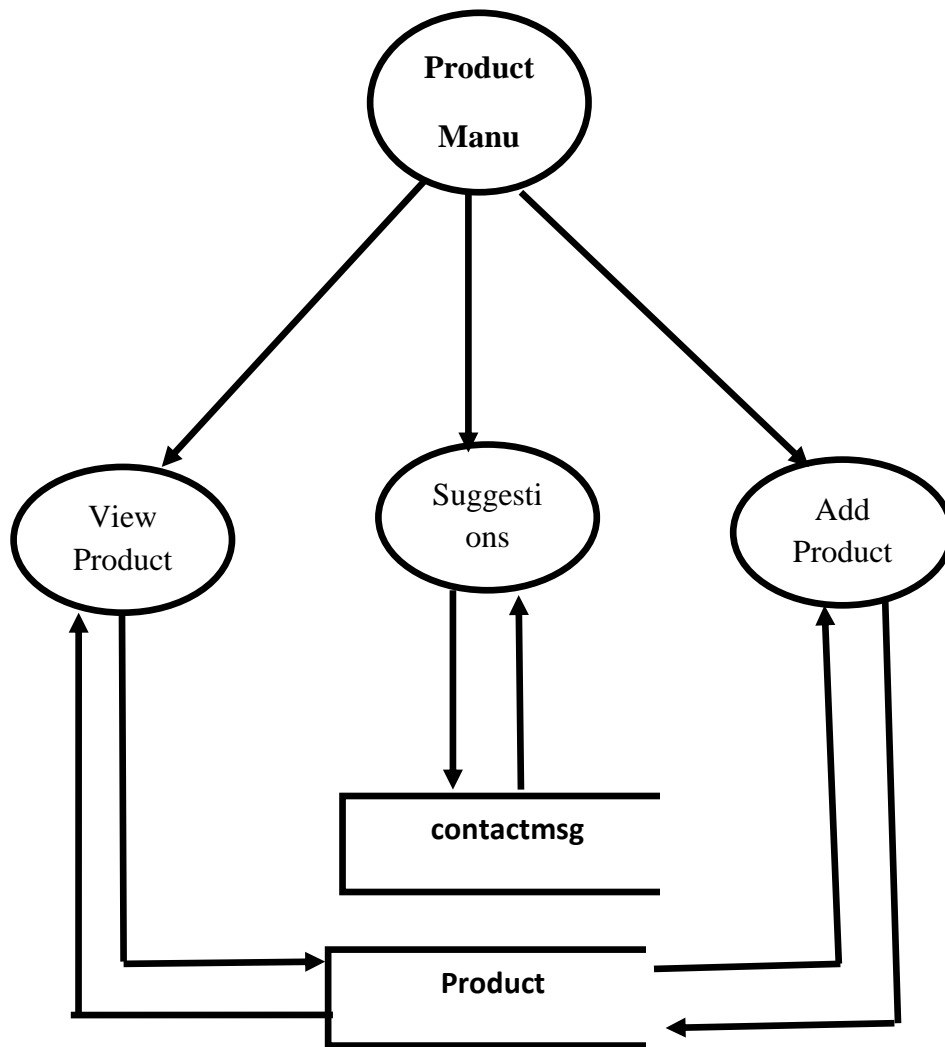 Product
Manu
View
Product
Suggesti
ons
Add
Product
contactmsg
Product